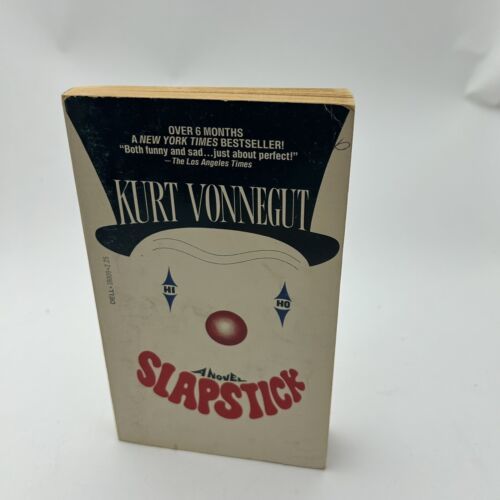 OVER 6 MONTHS
A NEW YORK TIMES BESTSELLER!
"Both funny and sad...just about perfect!"
—The Los Angeles Times
6
KURT VONNEGUT
HI
HO
A NOVEL
SLAPSTICK